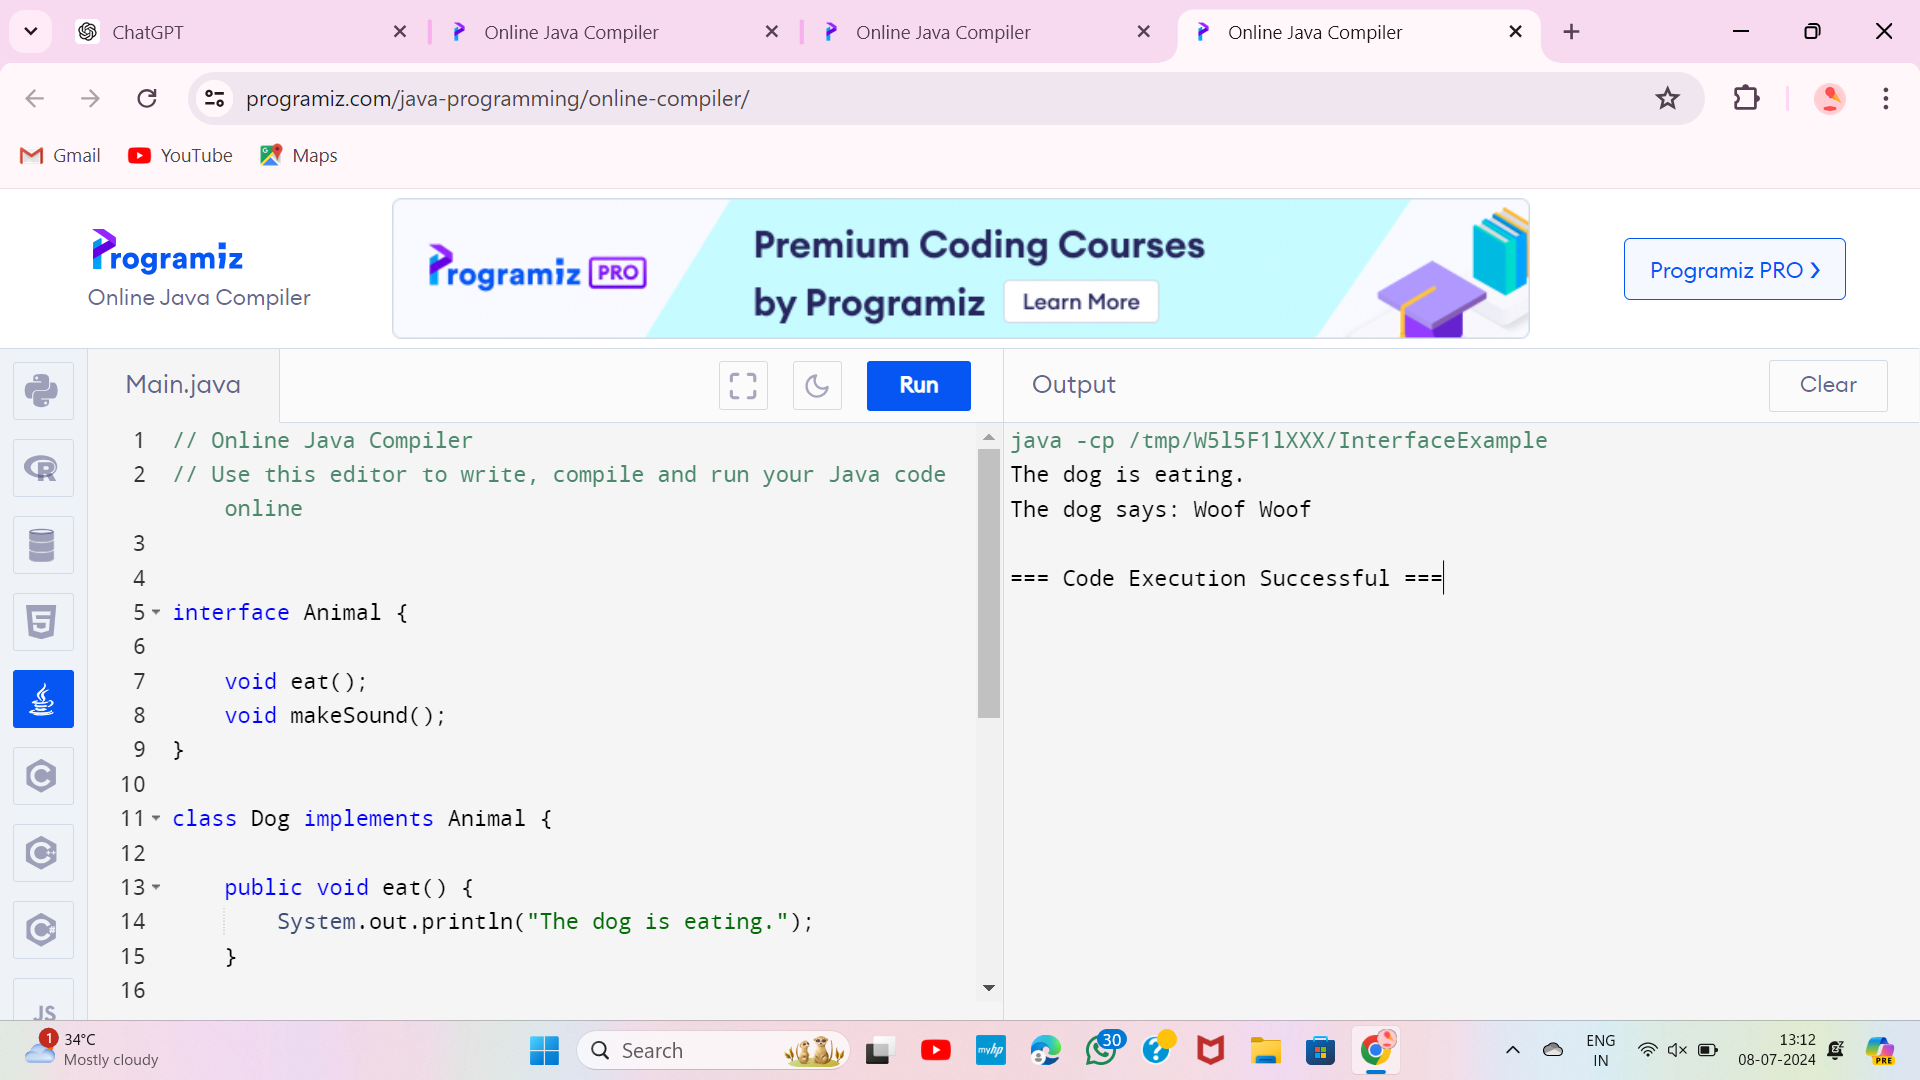 ChatGPT
Online Java Compiler
Online Java Compiler
Online Java Compiler
programiz.com/java-programming/online-compiler/
Gmail
YouTube
Maps
Programiz
Online Java Compiler
Programiz PRO
Premium Coding Courses
by Programiz
Learn More
Programiz PRO
Main.java
Run
Output
Clear
1 // Online Java Compiler
2 // Use this editor to write, compile and run your Java code
online
3
4
5 interface Animal {
6
7 void eat();
8 void makeSound();
9 }
10
11 class Dog implements Animal {
12
13 public void eat() {
14 System.out.println("The dog is eating.");
15 }
16
java -cp /tmp/W5l5F1lXXX/InterfaceExample
The dog is eating.
The dog says: Woof Woof
=== Code Execution Successful ===
R
5
C
C++
C#
JS
1
34°C
Mostly cloudy
Search
myhp
30
PRE
ENG
IN
13:12
08-07-2024